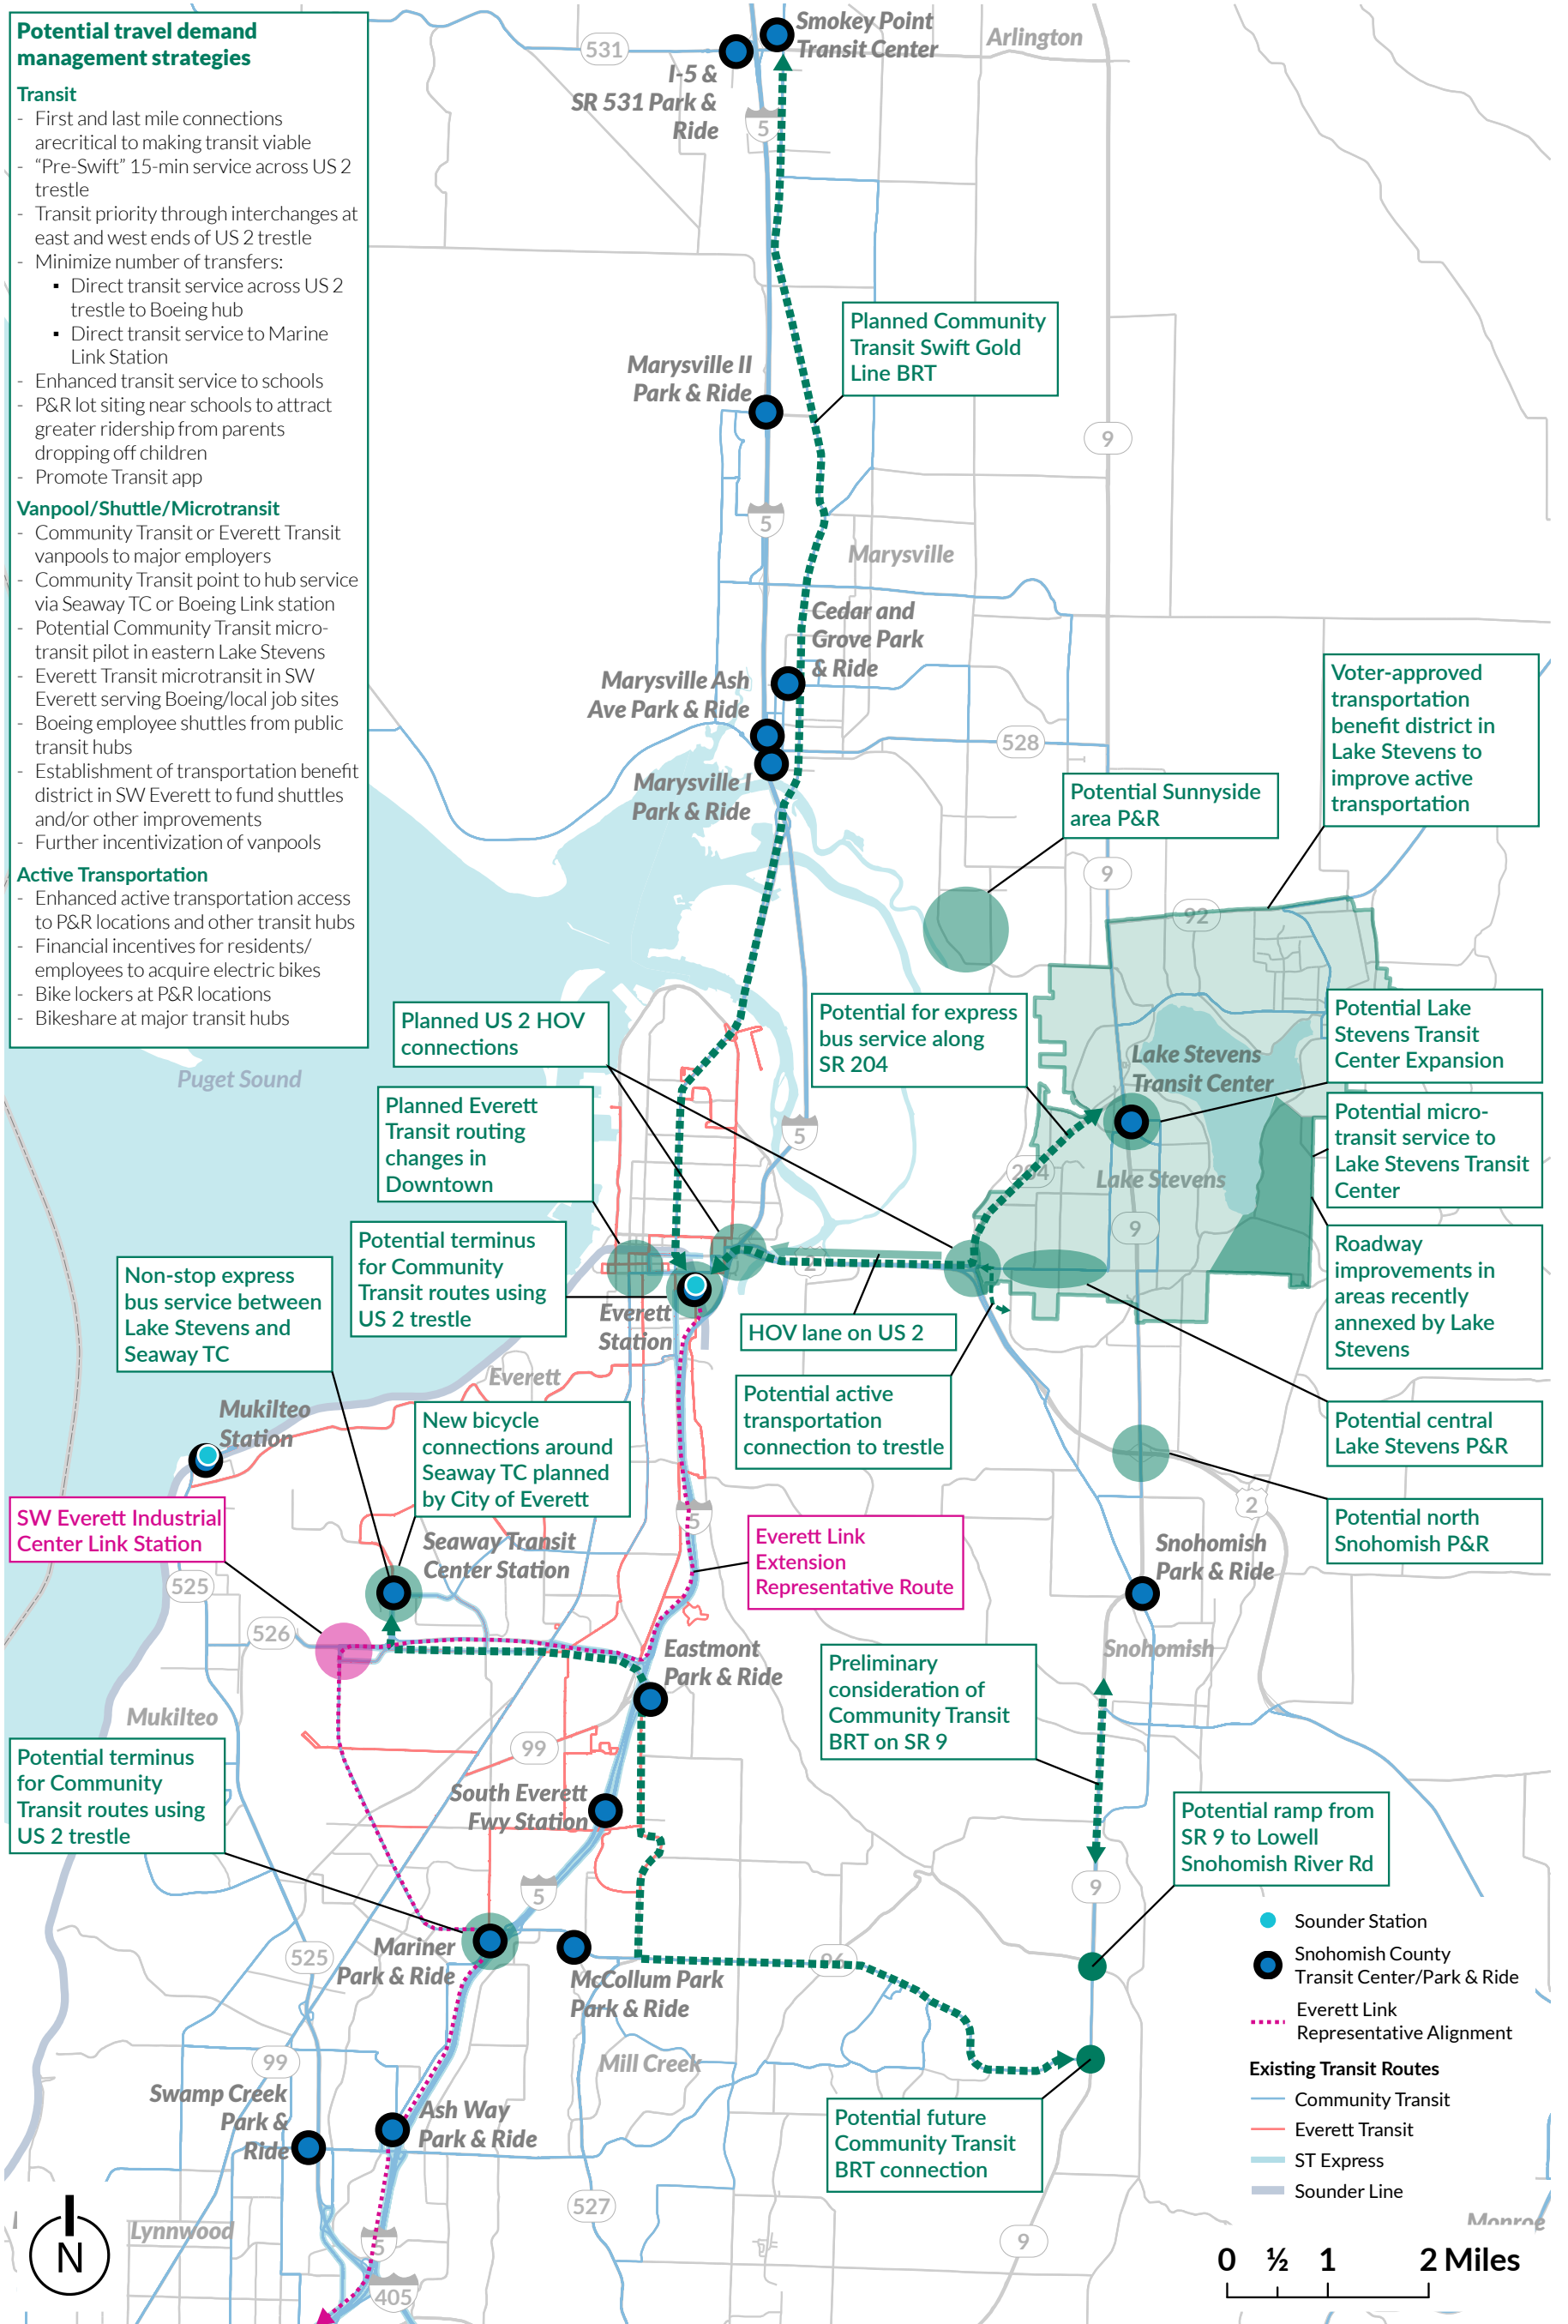 Potential travel demand
management strategies
Transit
- First and last mile connections
arecritical to making transit viable
- “Pre-Swift” 15-min service across US 2
trestle
- Transit priority through interchanges at
east and west ends of US 2 trestle
- Minimize number of transfers:
▪ Direct transit service across US 2
trestle to Boeing hub
▪ Direct transit service to Marine
Link Station
- Enhanced transit service to schools
- P&R lot siting near schools to attract
greater ridership from parents
dropping off children
- Promote Transit app
Vanpool/Shuttle/Microtransit
- Community Transit or Everett Transit
vanpools to major employers
- Community Transit point to hub service
via Seaway TC or Boeing Link station
- Potential Community Transit micro-
transit pilot in eastern Lake Stevens
- Everett Transit microtransit in SW
Everett serving Boeing/local job sites
- Boeing employee shuttles from public
transit hubs
- Establishment of transportation benefit
district in SW Everett to fund shuttles
and/or other improvements
- Further incentivization of vanpools
Active Transportation
- Enhanced active transportation access
to P&R locations and other transit hubs
- Financial incentives for residents/
employees to acquire electric bikes
- Bike lockers at P&R locations
- Bikeshare at major transit hubs
Smokey Point
Transit Center
Arlington
531
I-5 &
SR 531 Park &
Ride
5
Planned Community
Transit Swift Gold
Line BRT
Marysville II
Park & Ride
9
5
Marysville
Cedar and
Grove Park
& Ride
Marysville Ash
Ave Park & Ride
528
Marysville I
Park & Ride
Voter-approved
transportation
benefit district in
Lake Stevens to
improve active
transportation
Potential Sunnyside
area P&R
9
92
Planned US 2 HOV
connections
Potential for express
bus service along
SR 204
Potential Lake
Stevens Transit
Center Expansion
Lake Stevens
Transit Center
Puget Sound
Planned Everett
Transit routing
changes in
Downtown
5
Potential micro-
transit service to
Lake Stevens Transit
Center
204
Lake Stevens
9
Potential terminus
for Community
Transit routes using
US 2 trestle
Roadway
improvements in
areas recently
annexed by Lake
Stevens
Non-stop express
bus service between
Lake Stevens and
Seaway TC
2
Everett
Station
HOV lane on US 2
Everett
Potential active
transportation
connection to trestle
Potential central
Lake Stevens P&R
Mukilteo
Station
New bicycle
connections around
Seaway TC planned
by City of Everett
2
Potential north
Snohomish P&R
SW Everett Industrial
Center Link Station
5
Everett Link
Extension
Representative Route
Seaway Transit
Center Station
Snohomish
Park & Ride
525
526
Eastmont
Park & Ride
Snohomish
Preliminary
consideration of
Community Transit
BRT on SR 9
Mukilteo
99
Potential terminus
for Community
Transit routes using
US 2 trestle
South Everett
Fwy Station
Potential ramp from
SR 9 to Lowell
Snohomish River Rd
5
9
Mariner
Park & Ride
525
96
McCollum Park
Park & Ride
Mill Creek
99
Swamp Creek
Park &
Ride
Ash Way
Park & Ride
Potential future
Community Transit
BRT connection
527
9
Lynnwood
5
405
Monroe
N
Sounder Station
Snohomish County
Transit Center/Park & Ride
Everett Link
Representative Alignment
Existing Transit Routes
Community Transit
Everett Transit
ST Express
Sounder Line
0 ½ 1 2 Miles